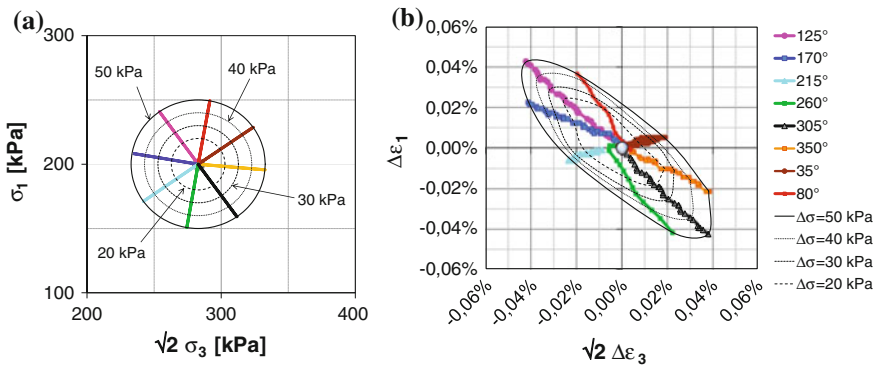 (a)
300
200
100
σ1 [kPa]
50 kPa
40 kPa
30 kPa
20 kPa
200
300
400
√2 σ3 [kPa]
(b)
0,06%
0,04%
0,02%
0,00%
-0,02%
-0,04%
-0,06%
Δε1
-0,06%
-0,04%
-0,02%
0,00%
0,02%
0,04%
0,06%
√2 Δε3
125°
170°
215°
260°
305°
350°
35°
80°
Δσ=50 kPa
Δσ=40 kPa
Δσ=30 kPa
Δσ=20 kPa